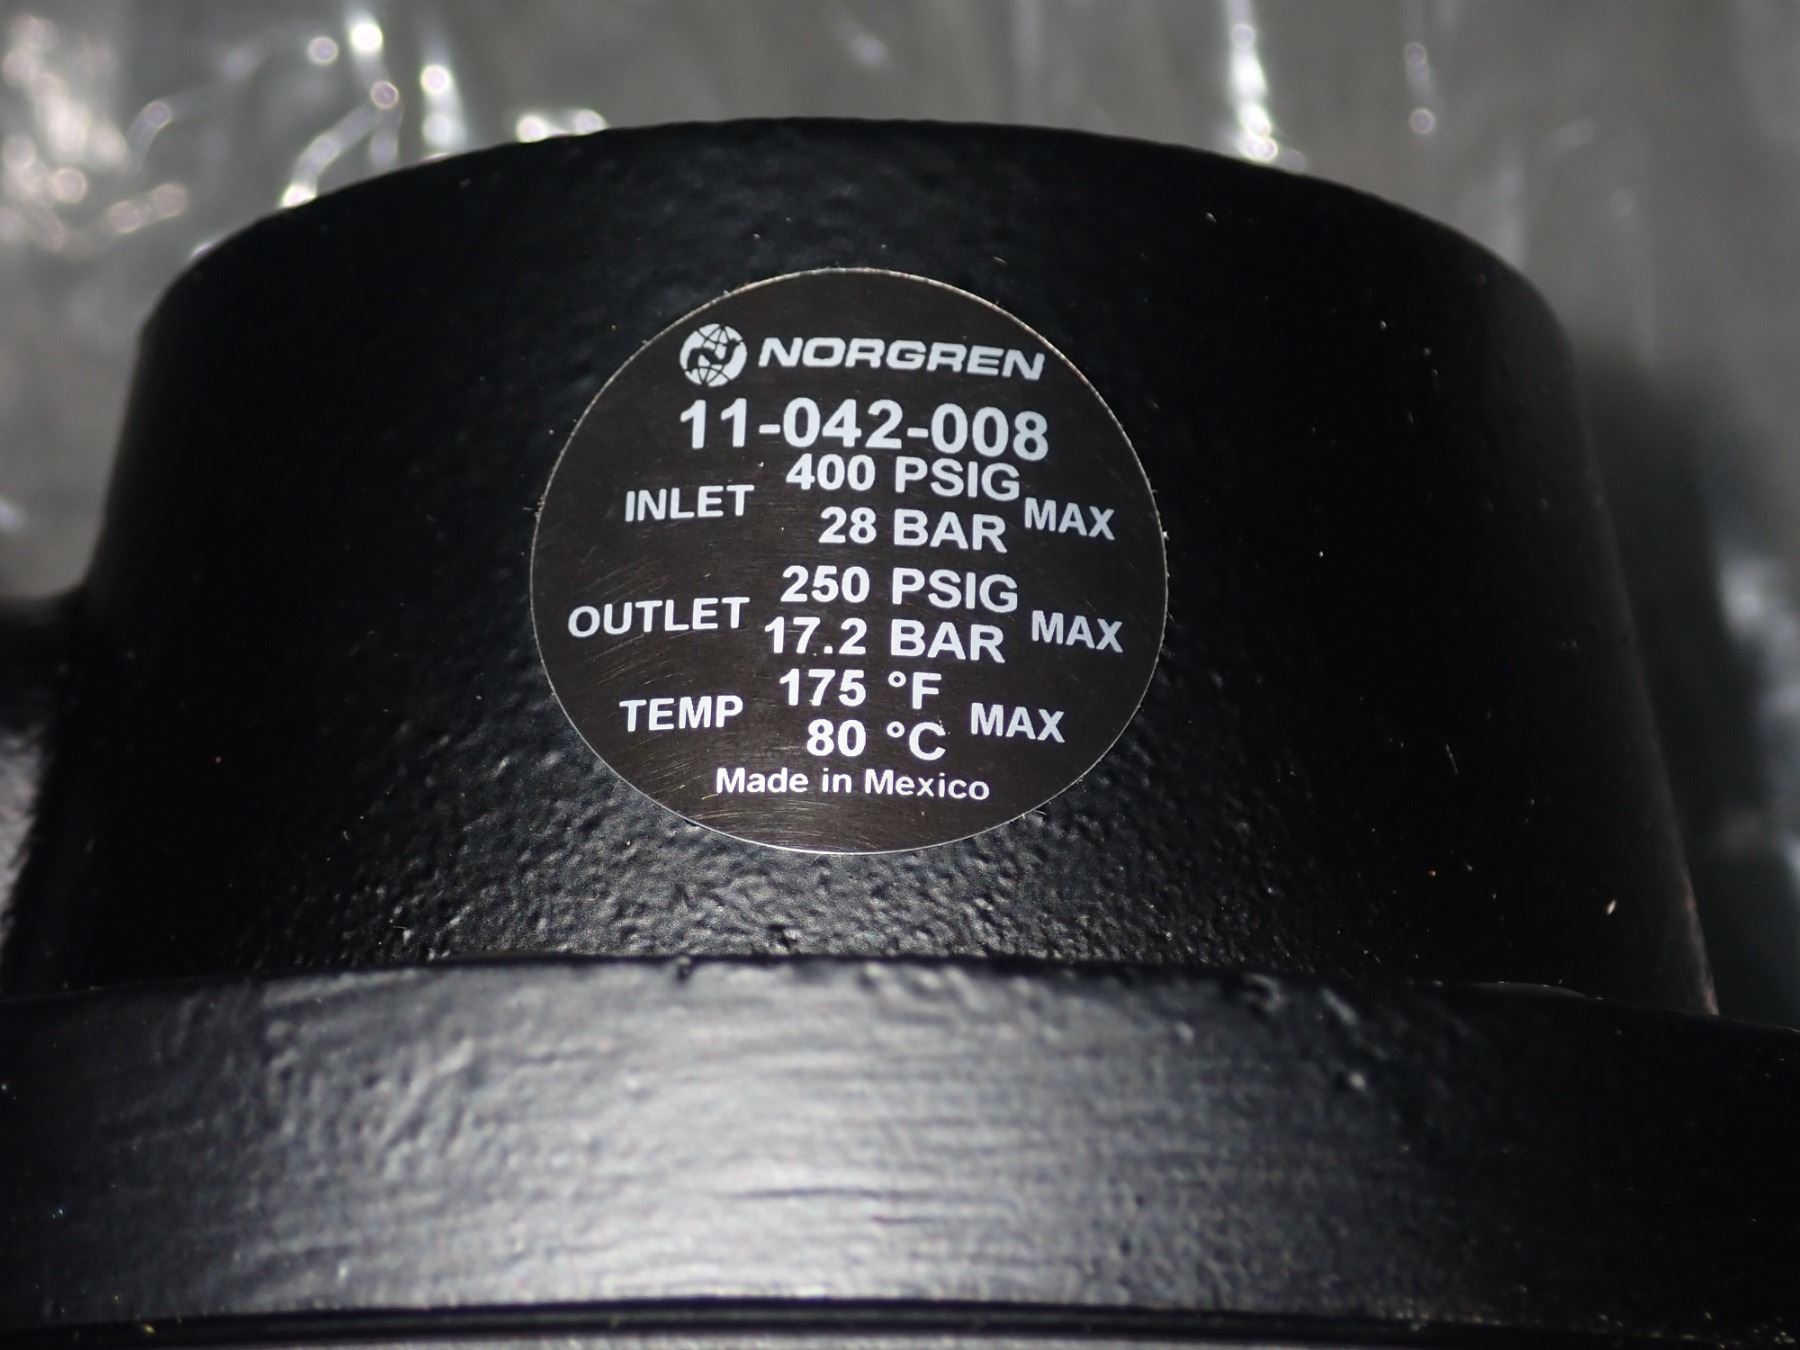 NORGREN
11-042-008
INLET 400 PSIG MAX
28 BAR
OUTLET 250 PSIG MAX
17.2 BAR
TEMP 175 °F MAX
80 °C
Made in Mexico